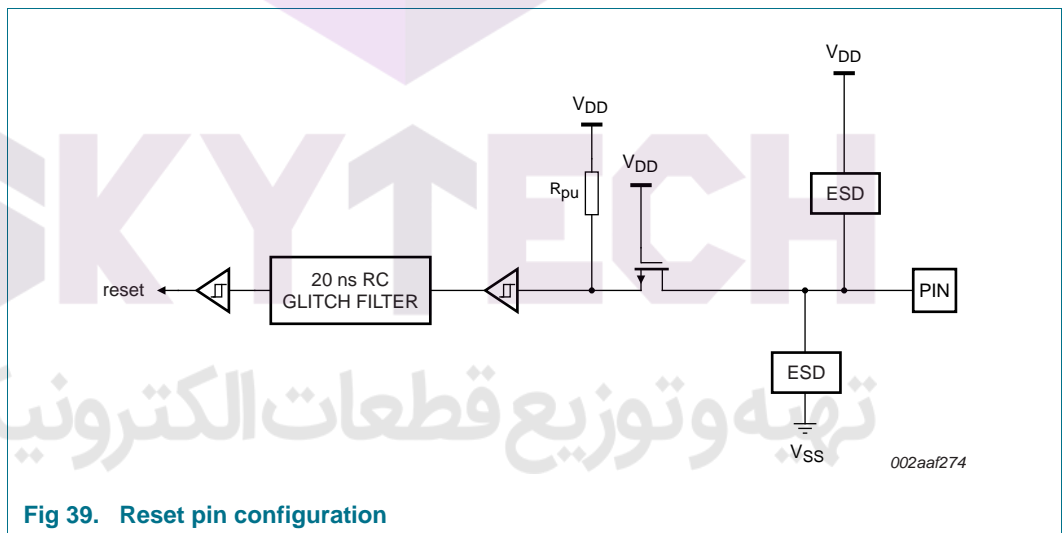 VDD
VDD
VDD
Rpu
ESD
reset
20 ns RC
GLITCH FILTER
PIN
ESD
VSS
002aaf274
SKYTECH
تهیه و توزیع قطعات الکترونیک
Fig 39. Reset pin configuration